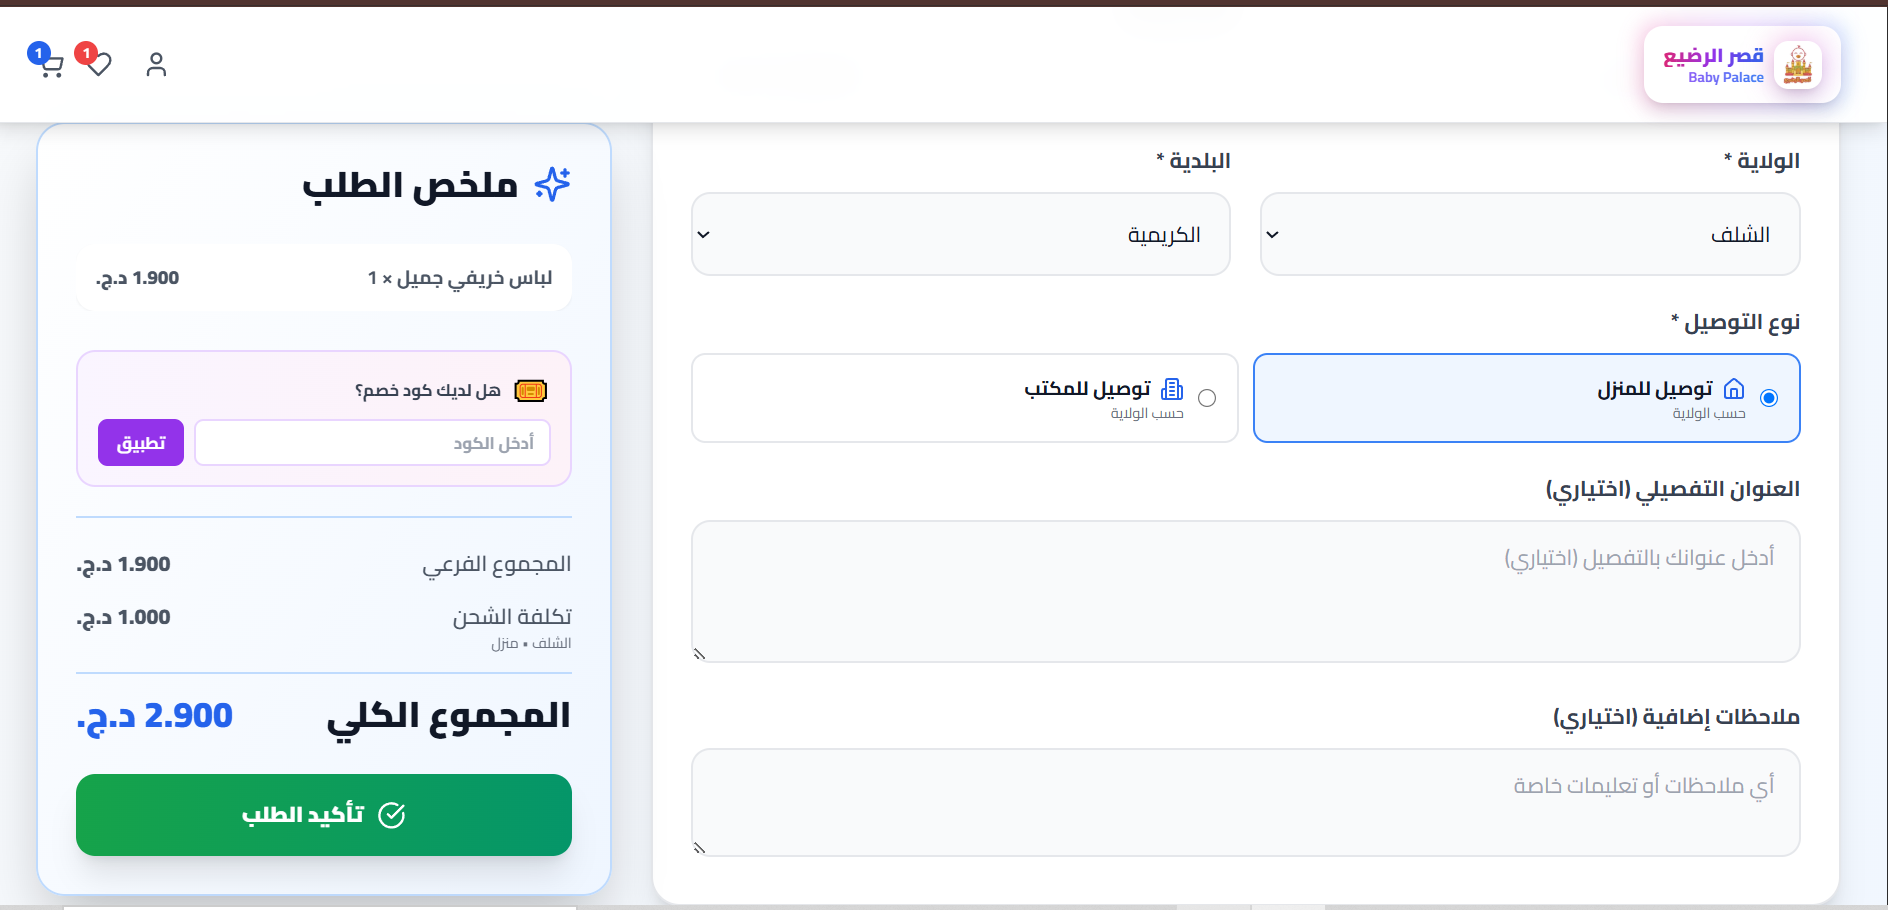 قصر الرضيع
Baby Palace
1
1
الولاية *
الشلف
البلدية *
الكريمية
نوع التوصيل *
توصيل للمنزل
حسب الولاية
توصيل للمكتب
حسب الولاية
العنوان التفصيلي (اختياري)
أدخل عنوانك بالتفصيل (اختياري)
ملاحظات إضافية (اختياري)
أي ملاحظات أو تعليمات خاصة
ملخص الطلب
لباس خريفي جميل × 1
1.900 د.ج.
هل لديك كود خصم؟
أدخل الكود
تطبيق
المجموع الفرعي
1.900 د.ج.
تكلفة الشحن
1.000 د.ج.
الشلف • منزل
المجموع الكلي
2.900 د.ج.
تأكيد الطلب